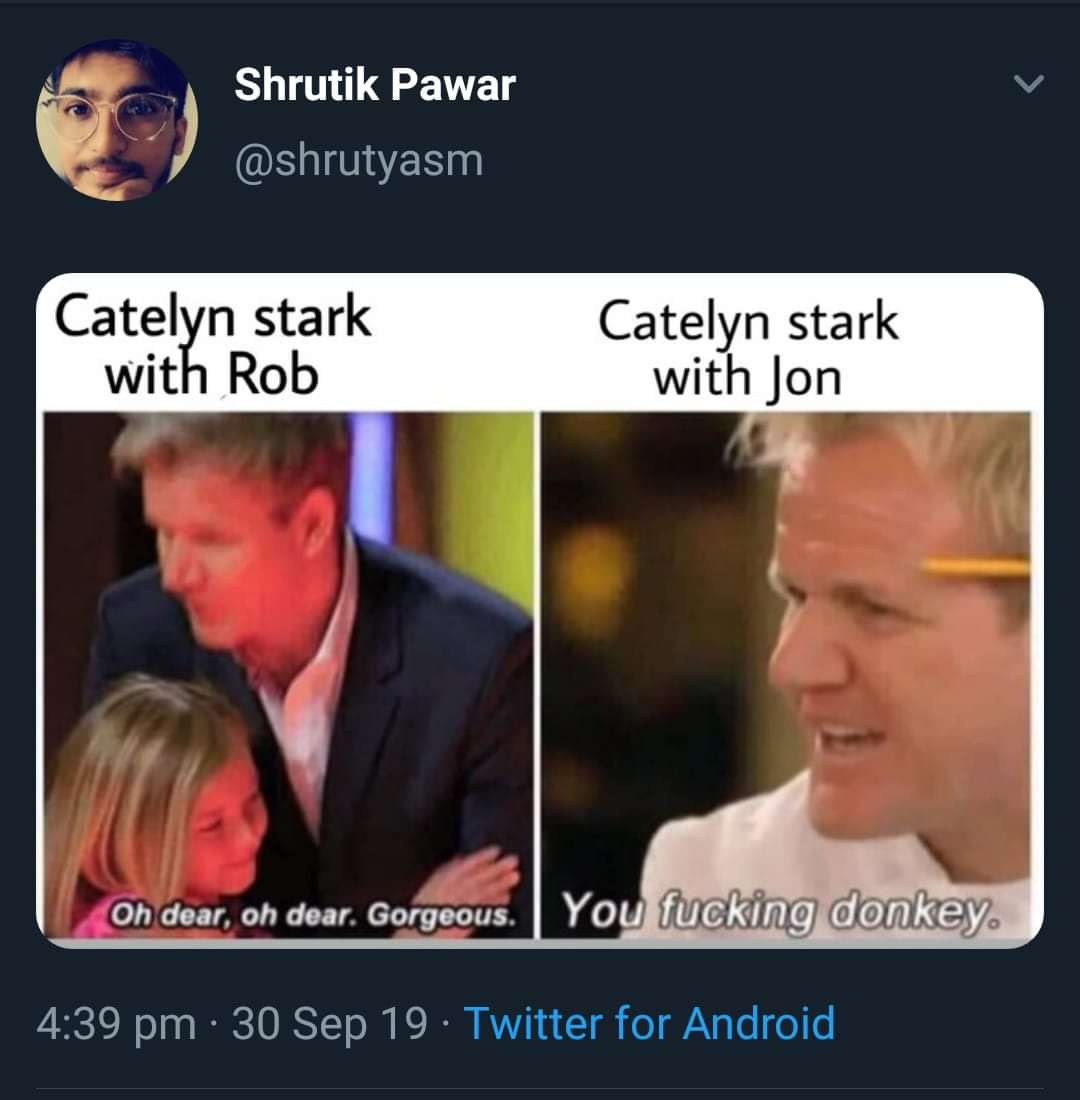 Shrutik Pawar
@shrutyasm
Catelyn stark
with Rob
Catelyn stark
with Jon
Oh dear, oh dear. Gorgeous.
You fucking donkey.
4:39 pm · 30 Sep 19 · Twitter for Android